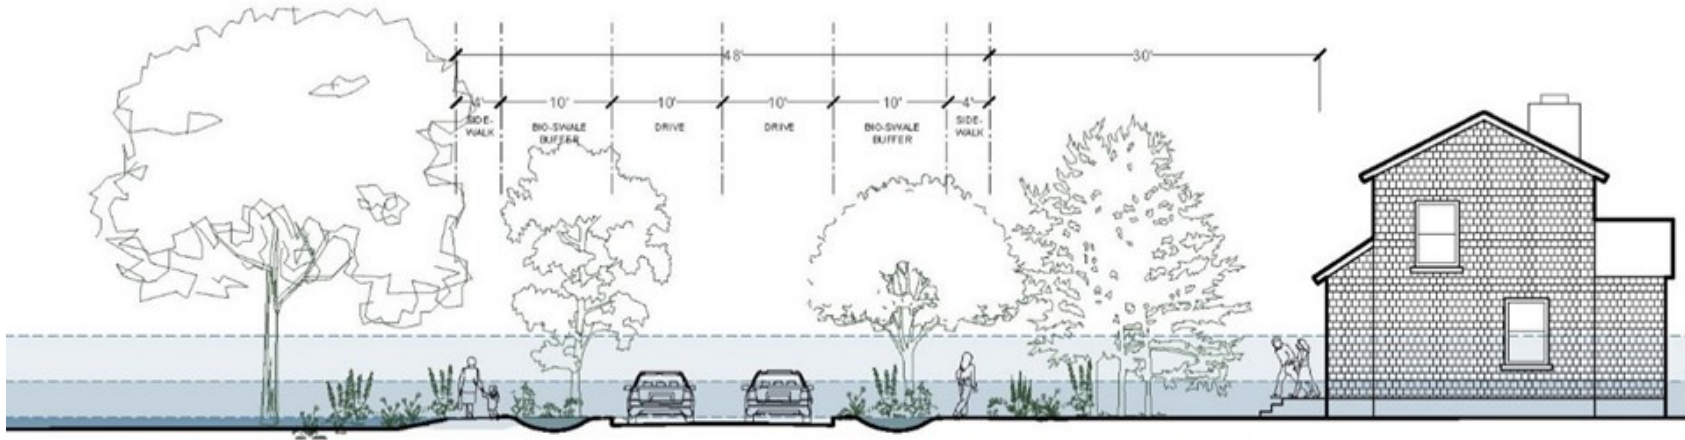 48'
30'
4'
10'
10'
10'
10'
4'
SIDE-
WALK
BIO-SWALE
BUFFER
DRIVE
DRIVE
BIO-SWALE
BUFFER
SIDE-
WALK